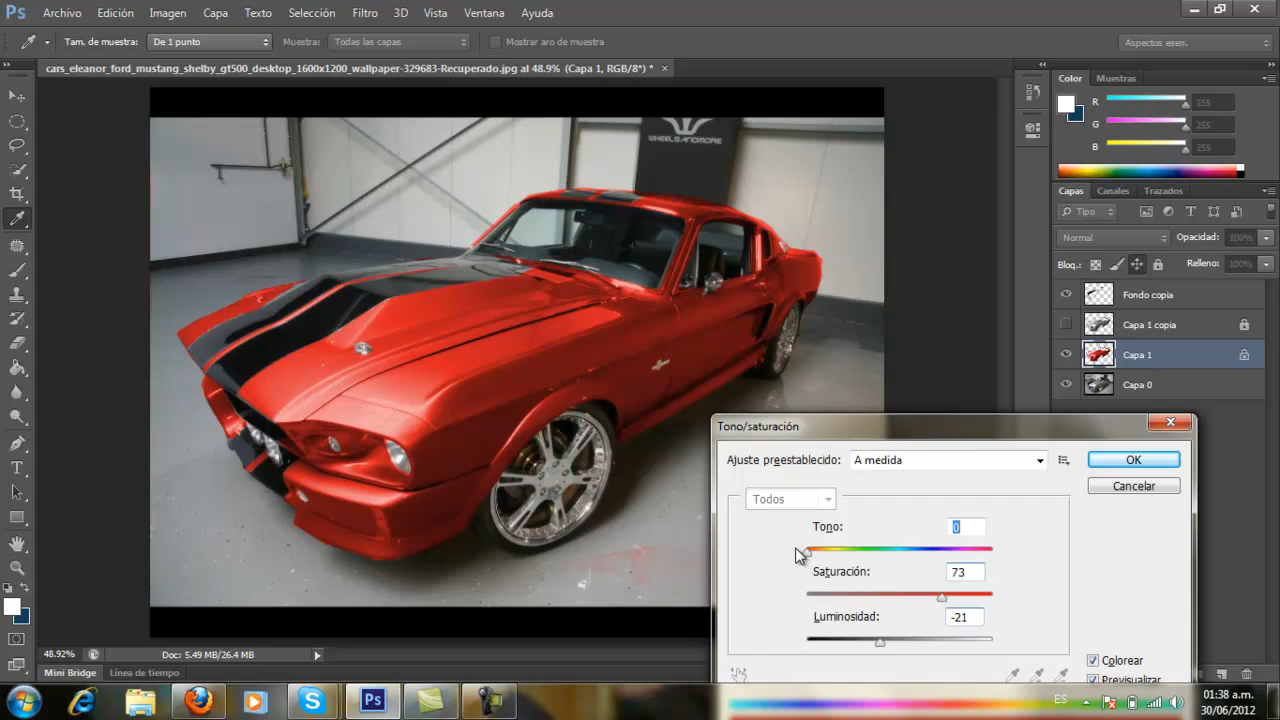 Ps Archivo Edición Imagen Capa Texto Selección Filtro 3D Vista Ventana Ayuda
Tam. de muestra: De 1 punto Muestra: Todas las capas Mostrar aro de muestra Aspectos esen.
cars_eleanor_ford_mustang_shelby_gt500_desktop_1600x1200_wallpaper-329683-Recuperado.jpg al 48.9% (Capa 1, RGB/8*) * ×
Color Muestras
R 255
G 255
B 255
WHEELSANDMORE
Capas Canales Trazados
Tipo
Normal Opacidad: 100%
Bloq.: Relleno: 100%
Fondo copia
Capa 1 copia
Capa 1
Capa 0
Tono/saturación
Ajuste preestablecido: A medida OK
Todos Cancelar
Tono: 0
Saturación: 73
Luminosidad: -21
Colorear
Previsualizar
48.92% Doc: 5.49 MB/26.4 MB
Mini Bridge Línea de tiempo
Ps ES 01:38 a.m.
30/06/2012